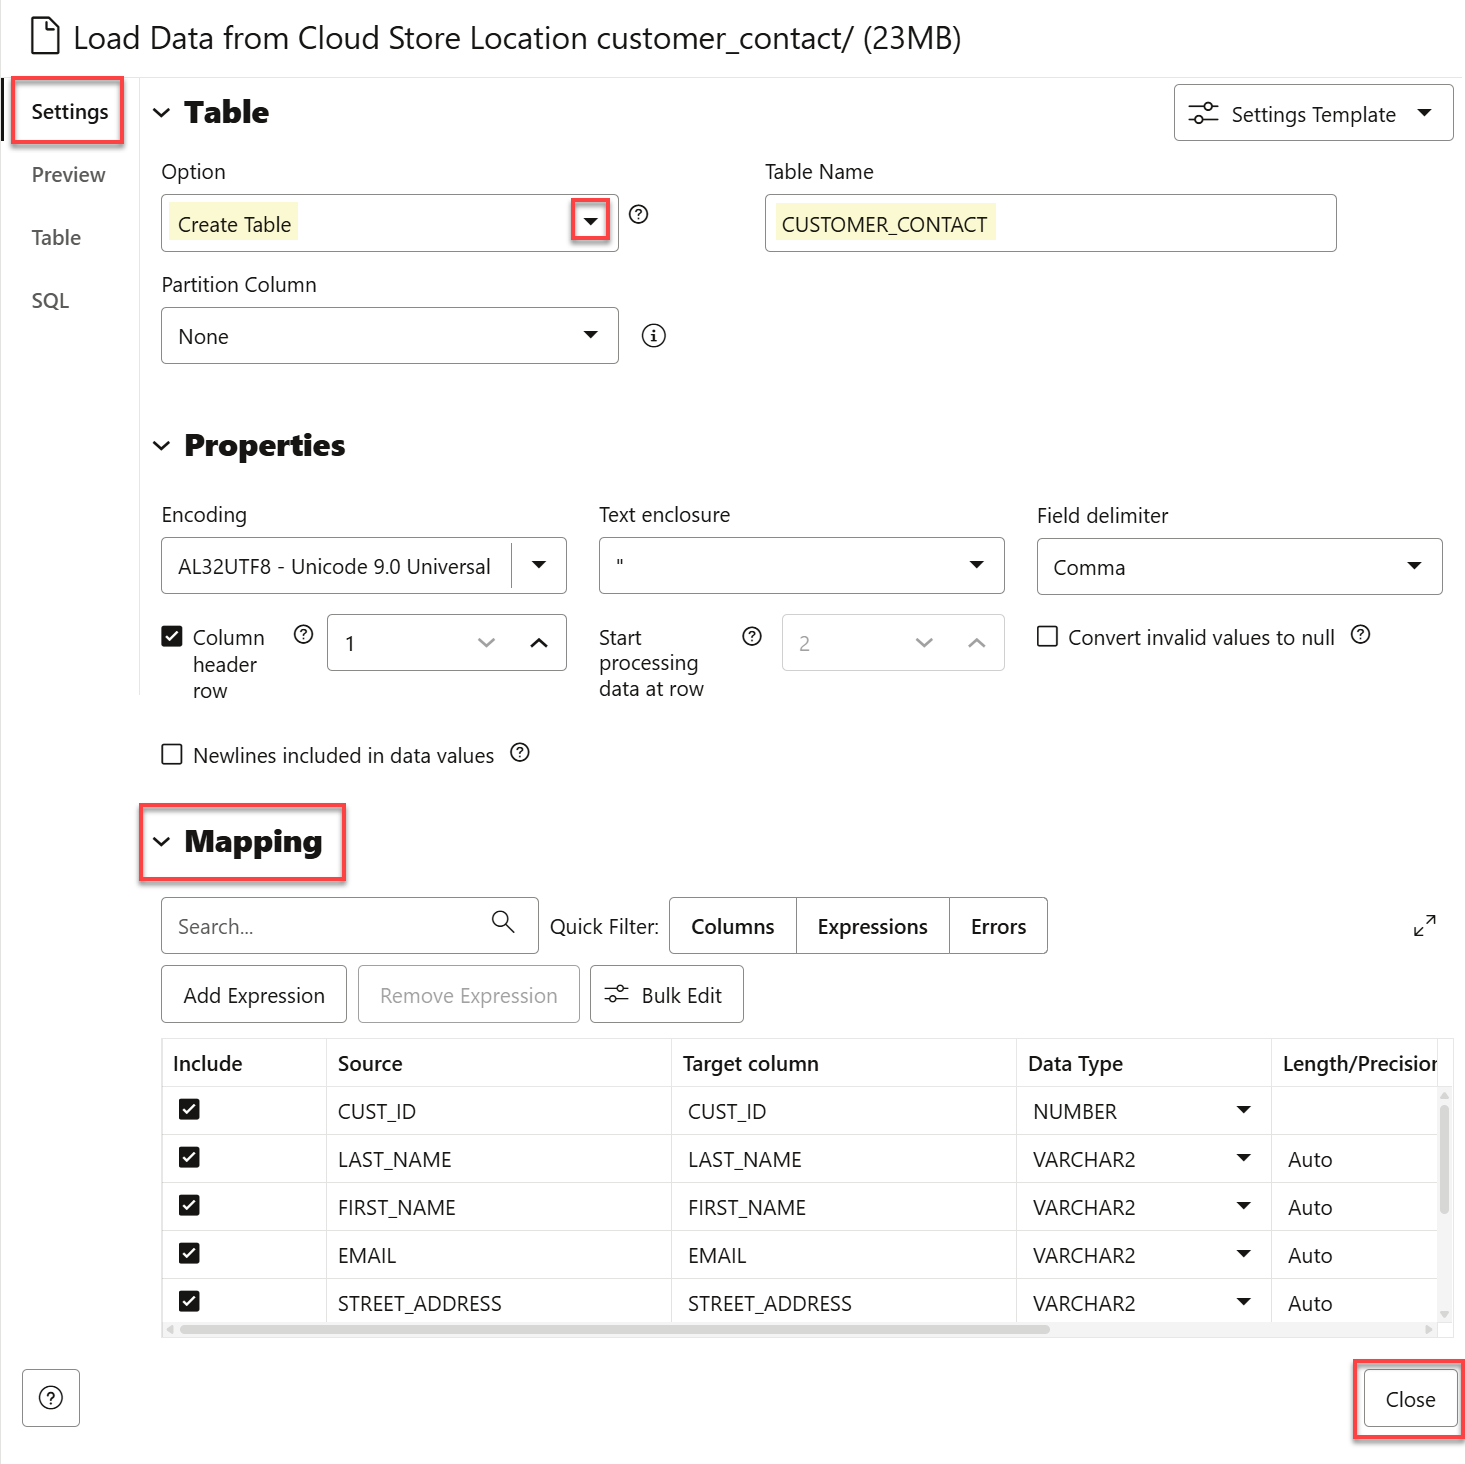 Load Data from Cloud Store Location customer_contact/ (23MB)
Settings
Preview
Table
SQL
Table
Settings Template
Option
Table Name
Create Table
CUSTOMER_CONTACT
Partition Column
None
Properties
Encoding
Text enclosure
Field delimiter
AL32UTF8 - Unicode 9.0 Universal
"
Comma
Column
header
row
1
Start
processing
data at row
2
Convert invalid values to null
Newlines included in data values
Mapping
Search...
Quick Filter:
Columns
Expressions
Errors
Add Expression
Remove Expression
Bulk Edit
Include Source Target column Data Type Length/Precision
CUST_ID CUST_ID NUMBER
LAST_NAME LAST_NAME VARCHAR2 Auto
FIRST_NAME FIRST_NAME VARCHAR2 Auto
EMAIL EMAIL VARCHAR2 Auto
STREET_ADDRESS STREET_ADDRESS VARCHAR2 Auto
Close